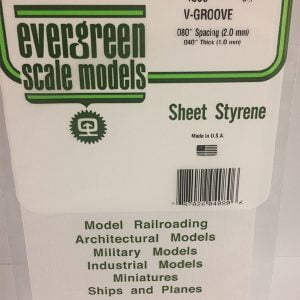 V-GROOVE
.080" Spacing (2.0 mm)
.040" Thick (1.0 mm)
evergreen
scale models
Sheet Styrene
Made in U.S.A.
Model Railroading
Architectural Models
Military Models
Industrial Models
Miniatures
Ships and Planes